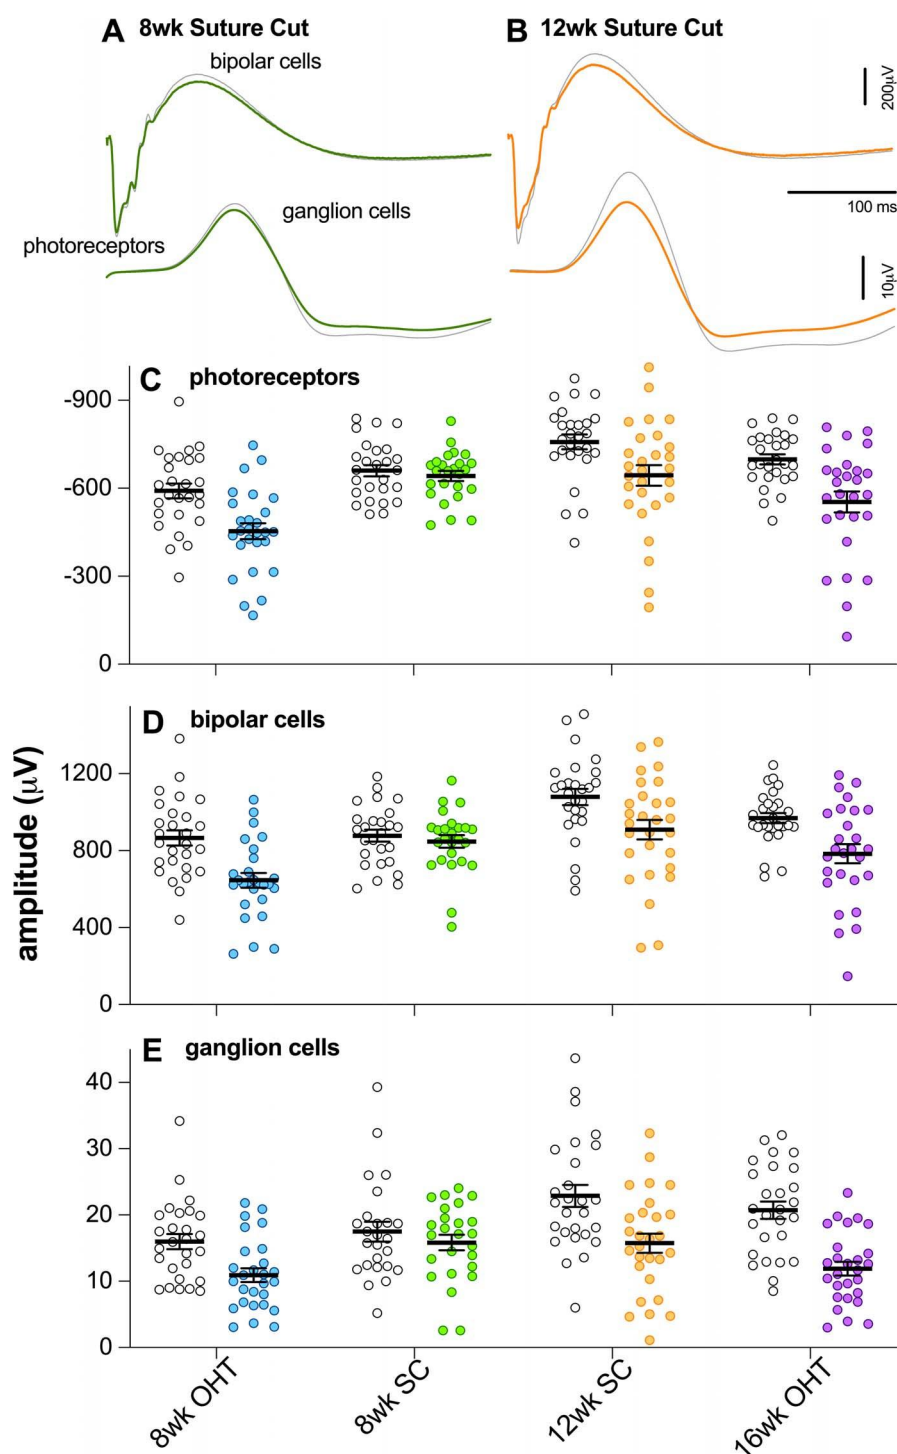 A 8wk Suture Cut
B 12wk Suture Cut
bipolar cells
200μV
ganglion cells
100 ms
photoreceptors
10μV
C photoreceptors
-900
-600
-300
0
D bipolar cells
1200
800
400
0
amplitude (μV)
E ganglion cells
40
30
20
10
0
8wk OHT
8wk SC
12wk SC
16wk OHT